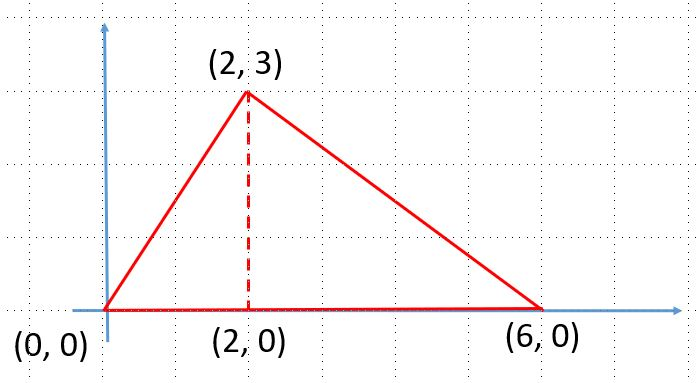 (2, 3)
(0, 0)
(2, 0)
(6, 0)